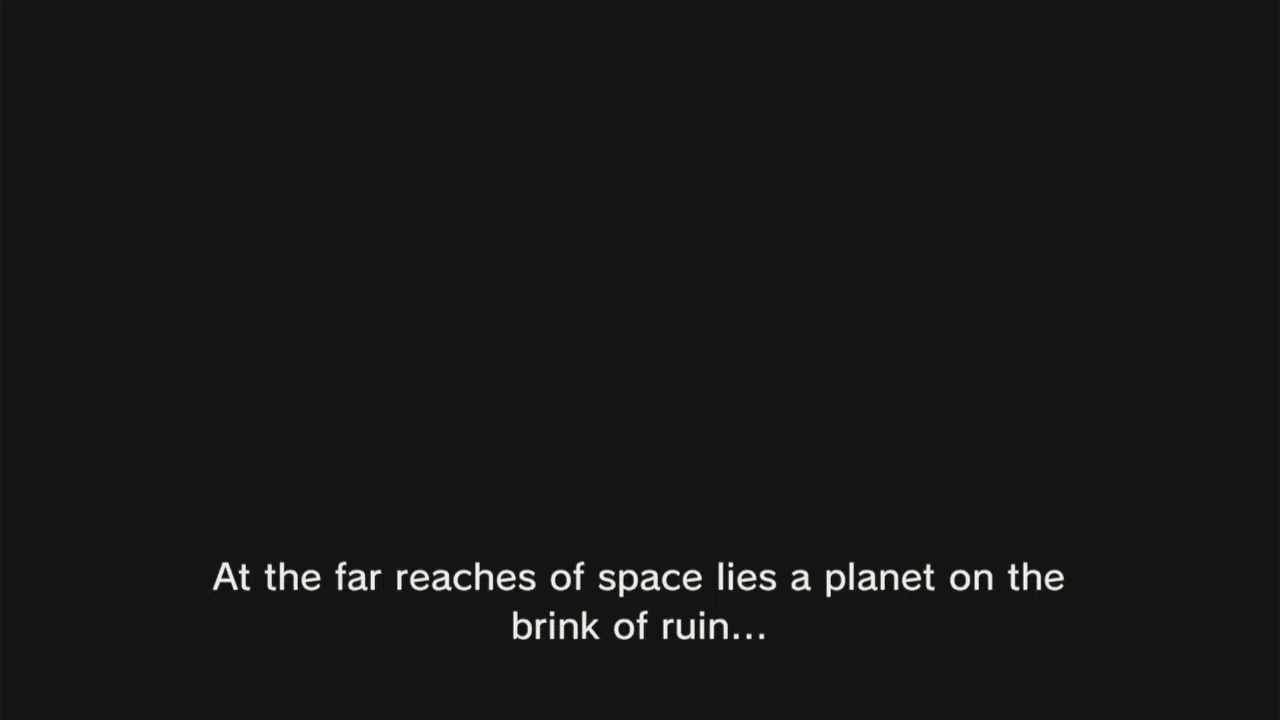 At the far reaches of space lies a planet on the
brink of ruin...